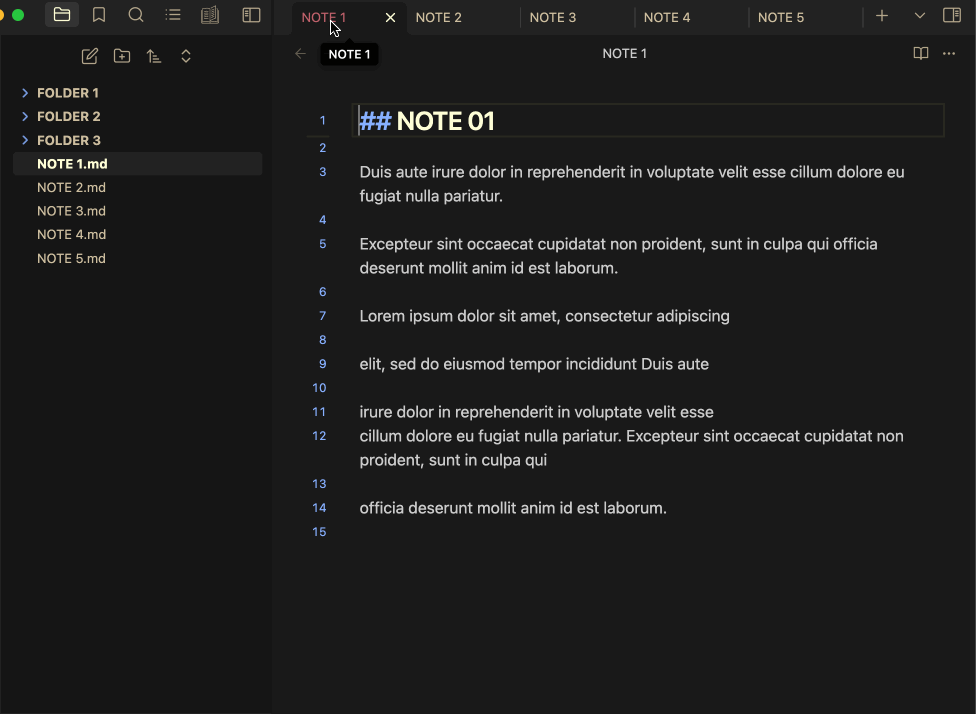 NOTE 1
NOTE 2
NOTE 3
NOTE 4
NOTE 5
NOTE 1
NOTE 1
FOLDER 1
FOLDER 2
FOLDER 3
NOTE 1.md
NOTE 2.md
NOTE 3.md
NOTE 4.md
NOTE 5.md
1 ## NOTE 01
2
3 Duis aute irure dolor in reprehenderit in voluptate velit esse cillum dolore eu
fugiat nulla pariatur.
4
5 Excepteur sint occaecat cupidatat non proident, sunt in culpa qui officia
deserunt mollit anim id est laborum.
6
7 Lorem ipsum dolor sit amet, consectetur adipiscing
8
9 elit, sed do eiusmod tempor incididunt Duis aute
10
11 irure dolor in reprehenderit in voluptate velit esse
12 cillum dolore eu fugiat nulla pariatur. Excepteur sint occaecat cupidatat non
proident, sunt in culpa qui
13
14 officia deserunt mollit anim id est laborum.
15